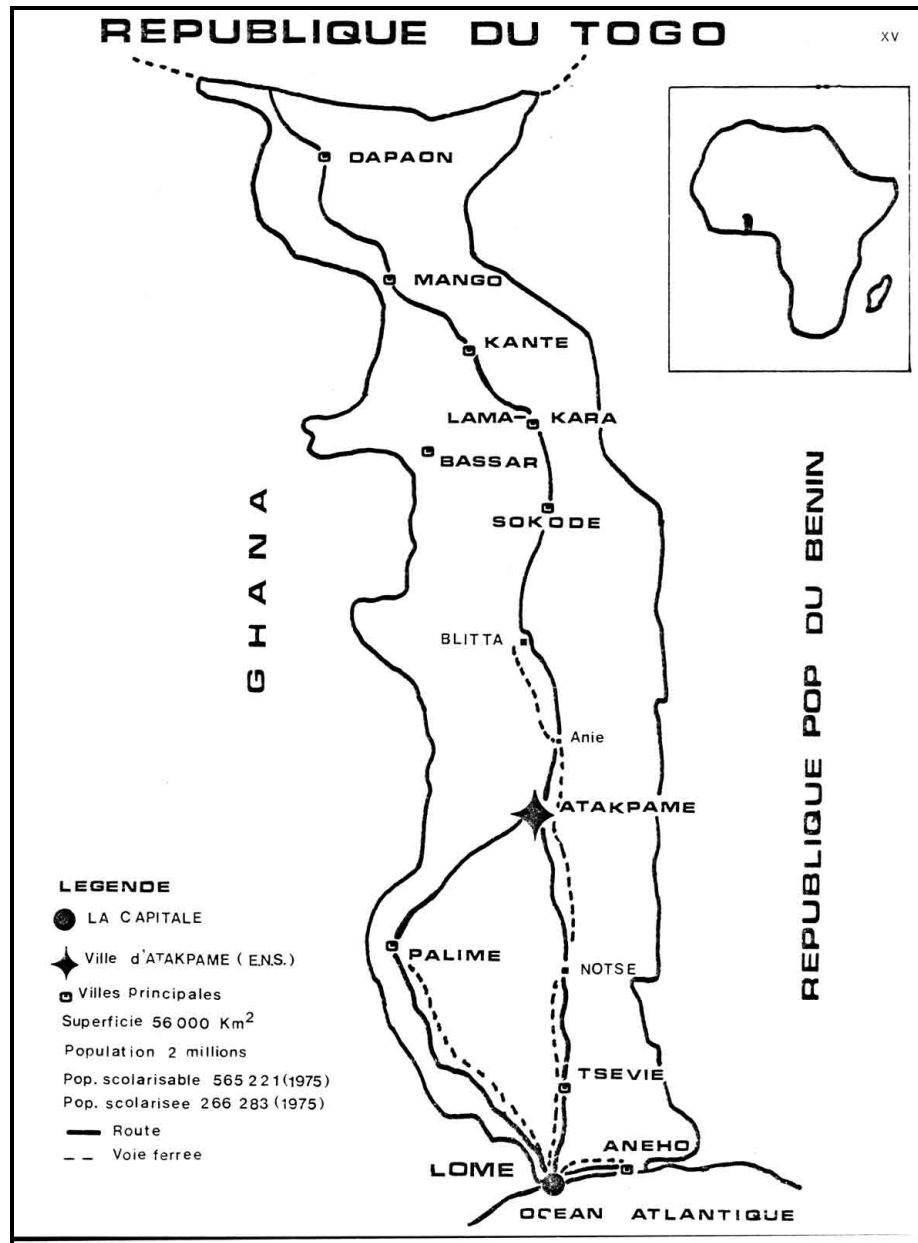 REPUBLIQUE DU TOGO
XV
DAPAON
MANGO
KANTE
LAMA-KARA
BASSAR
SOKODE
GHANA
REPUBLIQUE POP DU BENIN
BLITTA
Anie
ATAKPAME
LEGENDE
LA CAPITALE
Ville d'ATAKPAME (E.N.S.)
Villes Principales
Superficie 56 000 Km²
Population 2 millions
Pop. scolarisable 565 221 (1975)
Pop. scolarisee 266 283 (1975)
Route
Voie ferree
PALIME
NOTSE
TSEVIE
ANEHO
LOME
OCEAN ATLANTIQUE